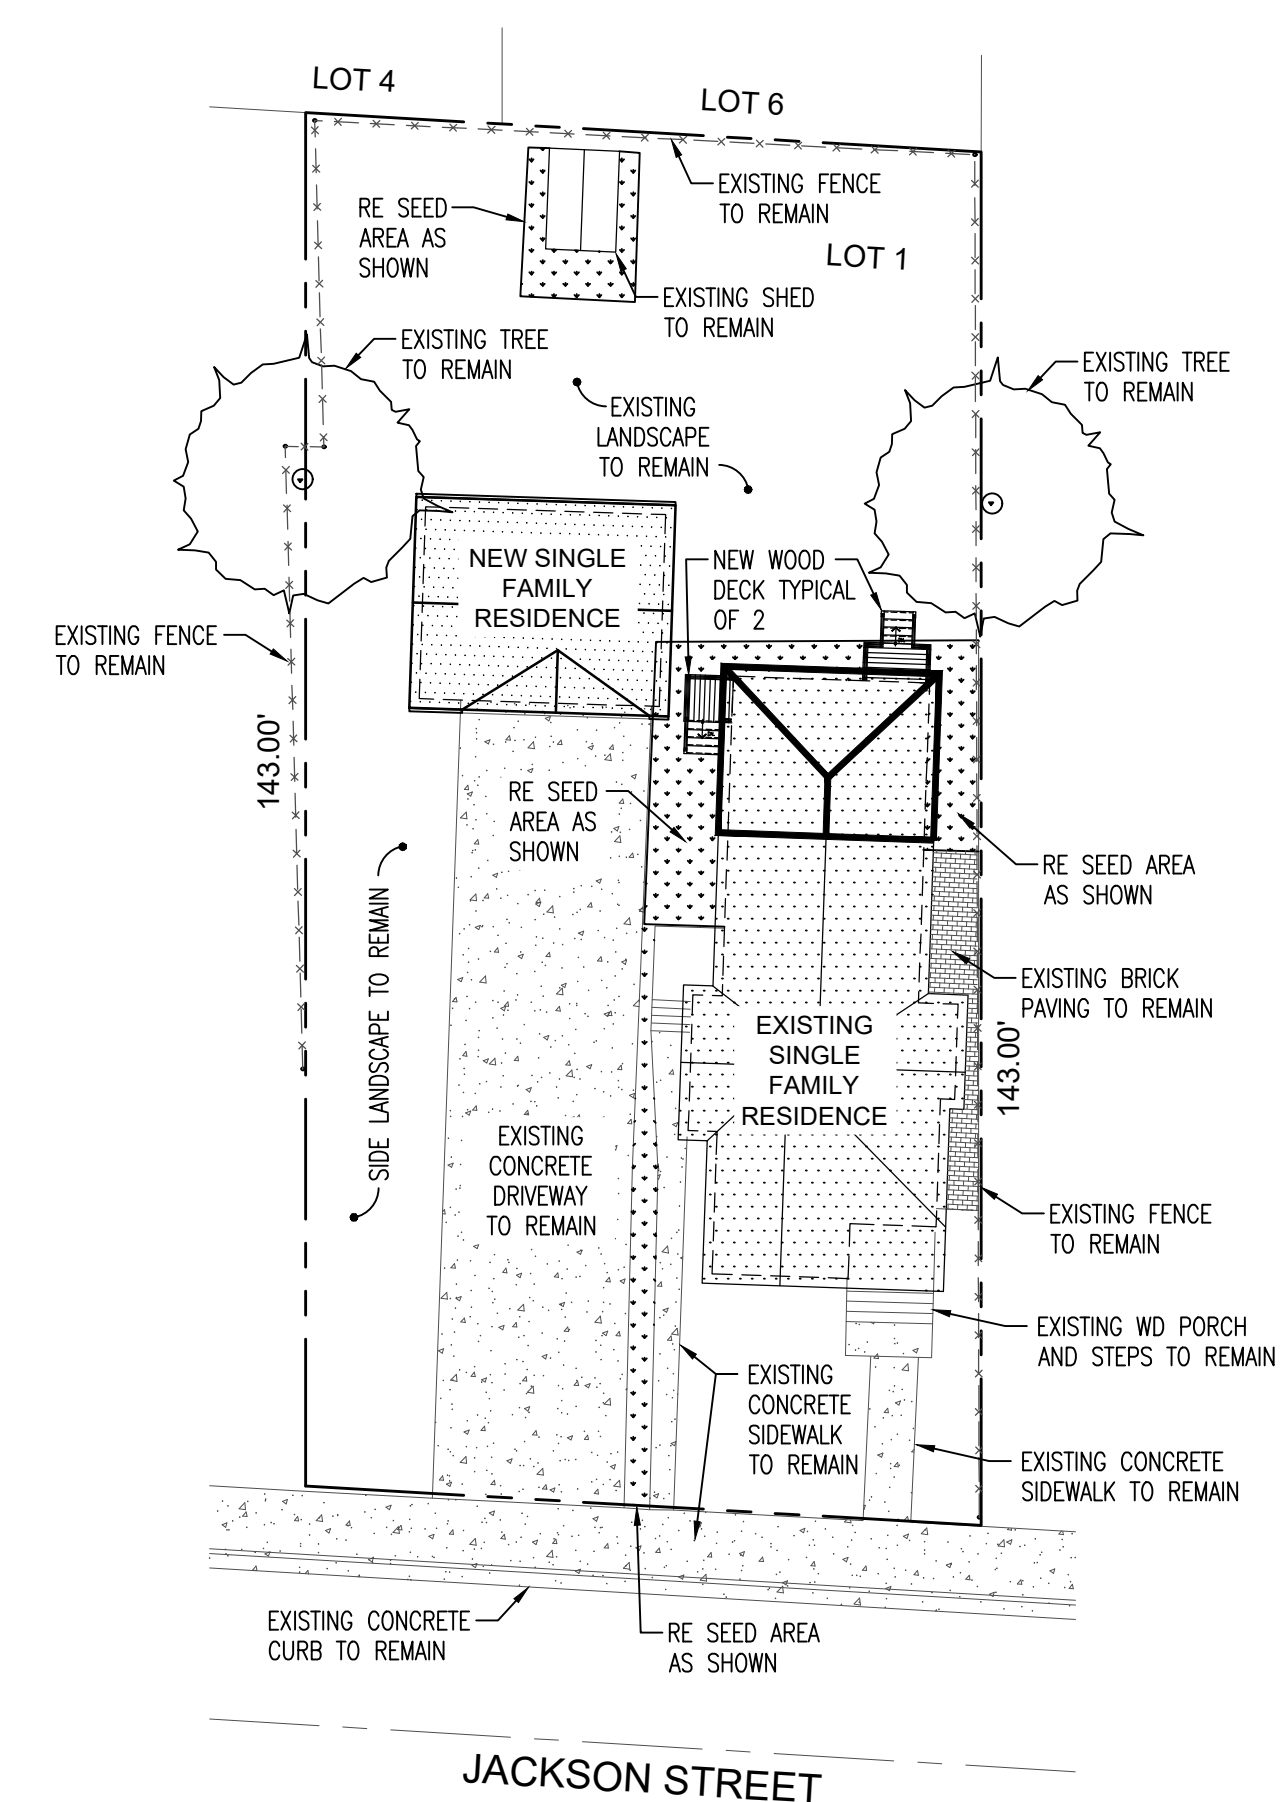 LOT 4
LOT 6
EXISTING FENCE
TO REMAIN
RE SEED
AREA AS
SHOWN
LOT 1
EXISTING SHED
TO REMAIN
EXISTING TREE
TO REMAIN
EXISTING TREE
TO REMAIN
EXISTING
LANDSCAPE
TO REMAIN
NEW SINGLE
FAMILY
RESIDENCE
NEW WOOD
DECK TYPICAL
OF 2
EXISTING FENCE
TO REMAIN
143.00'
RE SEED
AREA AS
SHOWN
RE SEED AREA
AS SHOWN
SIDE LANDSCAPE TO REMAIN
EXISTING BRICK
PAVING TO REMAIN
EXISTING
SINGLE
FAMILY
RESIDENCE
143.00'
EXISTING
CONCRETE
DRIVEWAY
TO REMAIN
EXISTING FENCE
TO REMAIN
EXISTING WD PORCH
AND STEPS TO REMAIN
EXISTING
CONCRETE
SIDEWALK
TO REMAIN
EXISTING CONCRETE
SIDEWALK TO REMAIN
EXISTING CONCRETE
CURB TO REMAIN
RE SEED AREA
AS SHOWN
JACKSON STREET